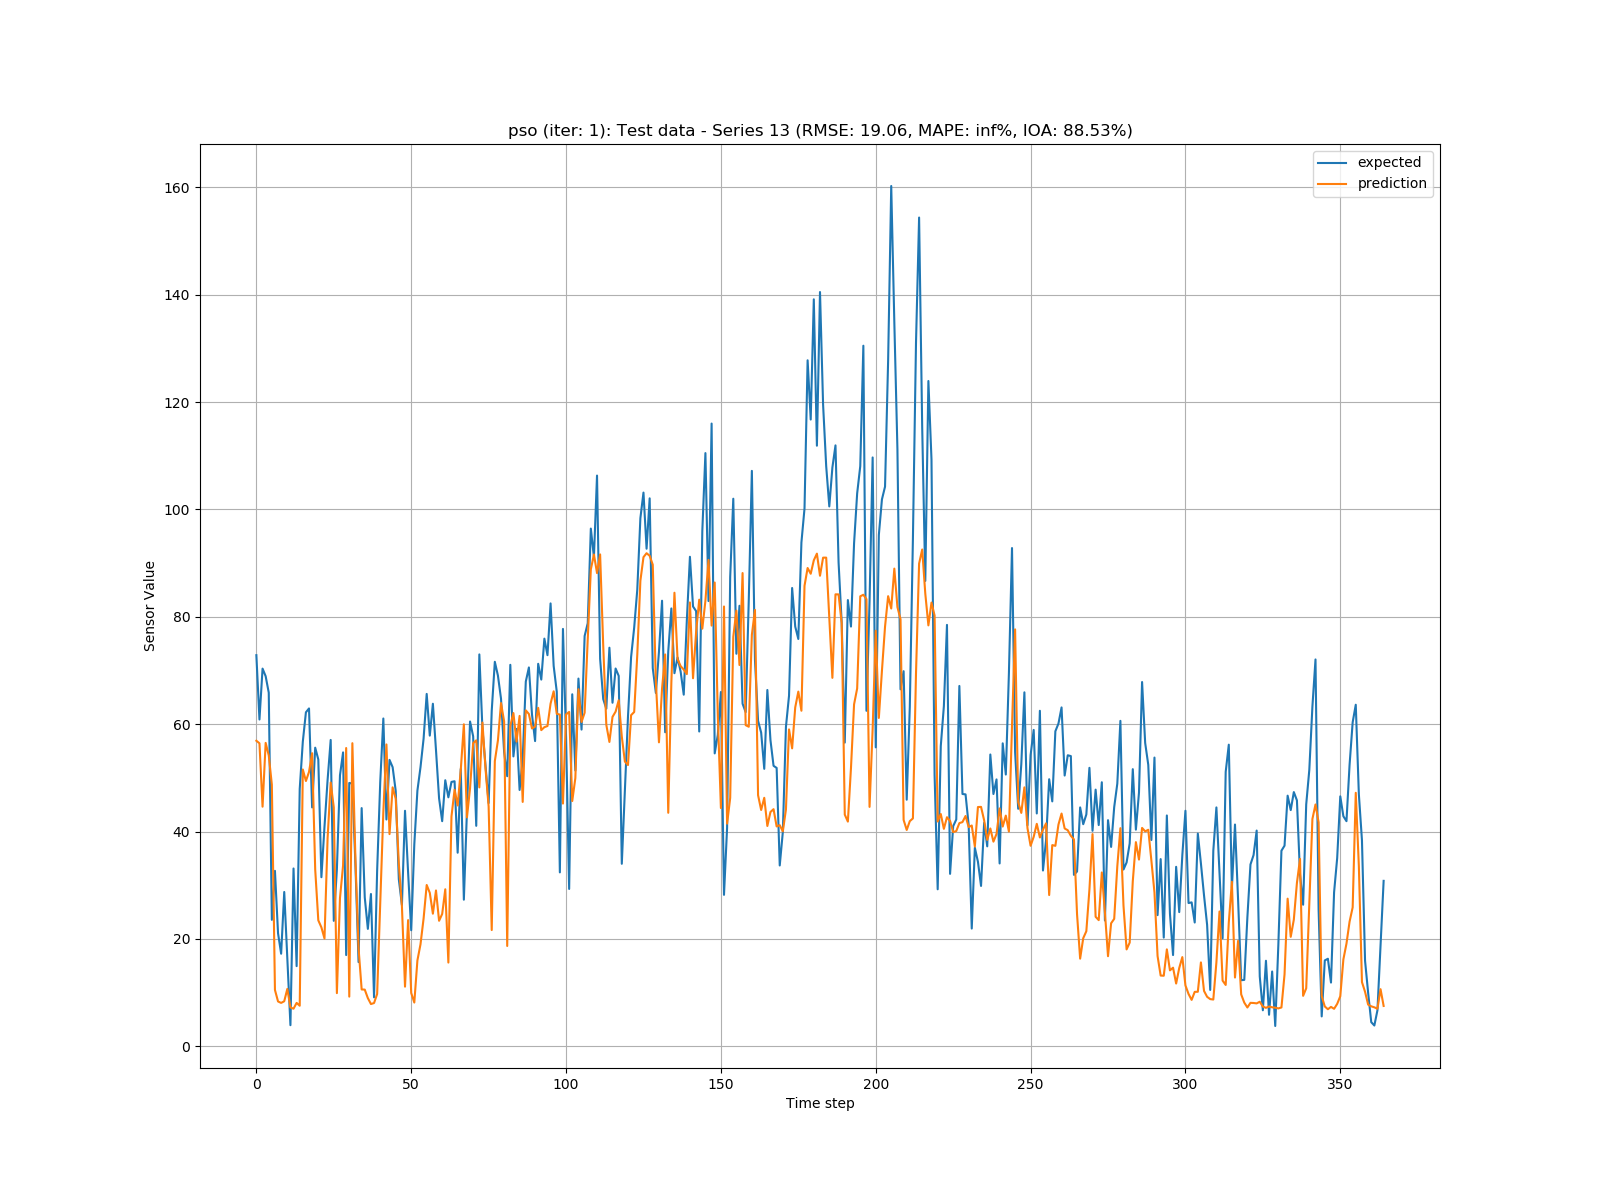 pso (iter: 1): Test data - Series 13 (RMSE: 19.06, MAPE: inf%, IOA: 88.53%)
expected
prediction
160
140
120
100
80
60
40
20
0
Sensor Value
0 50 100 150 200 250 300 350
Time step